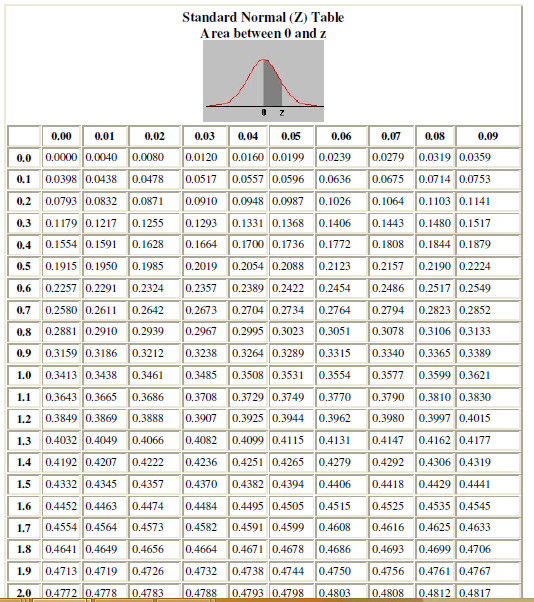 Standard Normal (Z) Table
Area between 0 and z
0 z
0.00 0.01 0.02 0.03 0.04 0.05 0.06 0.07 0.08 0.09
0.0 0.0000 0.0040 0.0080 0.0120 0.0160 0.0199 0.0239 0.0279 0.0319 0.0359
0.1 0.0398 0.0438 0.0478 0.0517 0.0557 0.0596 0.0636 0.0675 0.0714 0.0753
0.2 0.0793 0.0832 0.0871 0.0910 0.0948 0.0987 0.1026 0.1064 0.1103 0.1141
0.3 0.1179 0.1217 0.1255 0.1293 0.1331 0.1368 0.1406 0.1443 0.1480 0.1517
0.4 0.1554 0.1591 0.1628 0.1664 0.1700 0.1736 0.1772 0.1808 0.1844 0.1879
0.5 0.1915 0.1950 0.1985 0.2019 0.2054 0.2088 0.2123 0.2157 0.2190 0.2224
0.6 0.2257 0.2291 0.2324 0.2357 0.2389 0.2422 0.2454 0.2486 0.2517 0.2549
0.7 0.2580 0.2611 0.2642 0.2673 0.2704 0.2734 0.2764 0.2794 0.2823 0.2852
0.8 0.2881 0.2910 0.2939 0.2967 0.2995 0.3023 0.3051 0.3078 0.3106 0.3133
0.9 0.3159 0.3186 0.3212 0.3238 0.3264 0.3289 0.3315 0.3340 0.3365 0.3389
1.0 0.3413 0.3438 0.3461 0.3485 0.3508 0.3531 0.3554 0.3577 0.3599 0.3621
1.1 0.3643 0.3665 0.3686 0.3708 0.3729 0.3749 0.3770 0.3790 0.3810 0.3830
1.2 0.3849 0.3869 0.3888 0.3907 0.3925 0.3944 0.3962 0.3980 0.3997 0.4015
1.3 0.4032 0.4049 0.4066 0.4082 0.4099 0.4115 0.4131 0.4147 0.4162 0.4177
1.4 0.4192 0.4207 0.4222 0.4236 0.4251 0.4265 0.4279 0.4292 0.4306 0.4319
1.5 0.4332 0.4345 0.4357 0.4370 0.4382 0.4394 0.4406 0.4418 0.4429 0.4441
1.6 0.4452 0.4463 0.4474 0.4484 0.4495 0.4505 0.4515 0.4525 0.4535 0.4545
1.7 0.4554 0.4564 0.4573 0.4582 0.4591 0.4599 0.4608 0.4616 0.4625 0.4633
1.8 0.4641 0.4649 0.4656 0.4664 0.4671 0.4678 0.4686 0.4693 0.4699 0.4706
1.9 0.4713 0.4719 0.4726 0.4732 0.4738 0.4744 0.4750 0.4756 0.4761 0.4767
2.0 0.4772 0.4778 0.4783 0.4788 0.4793 0.4798 0.4803 0.4808 0.4812 0.4817